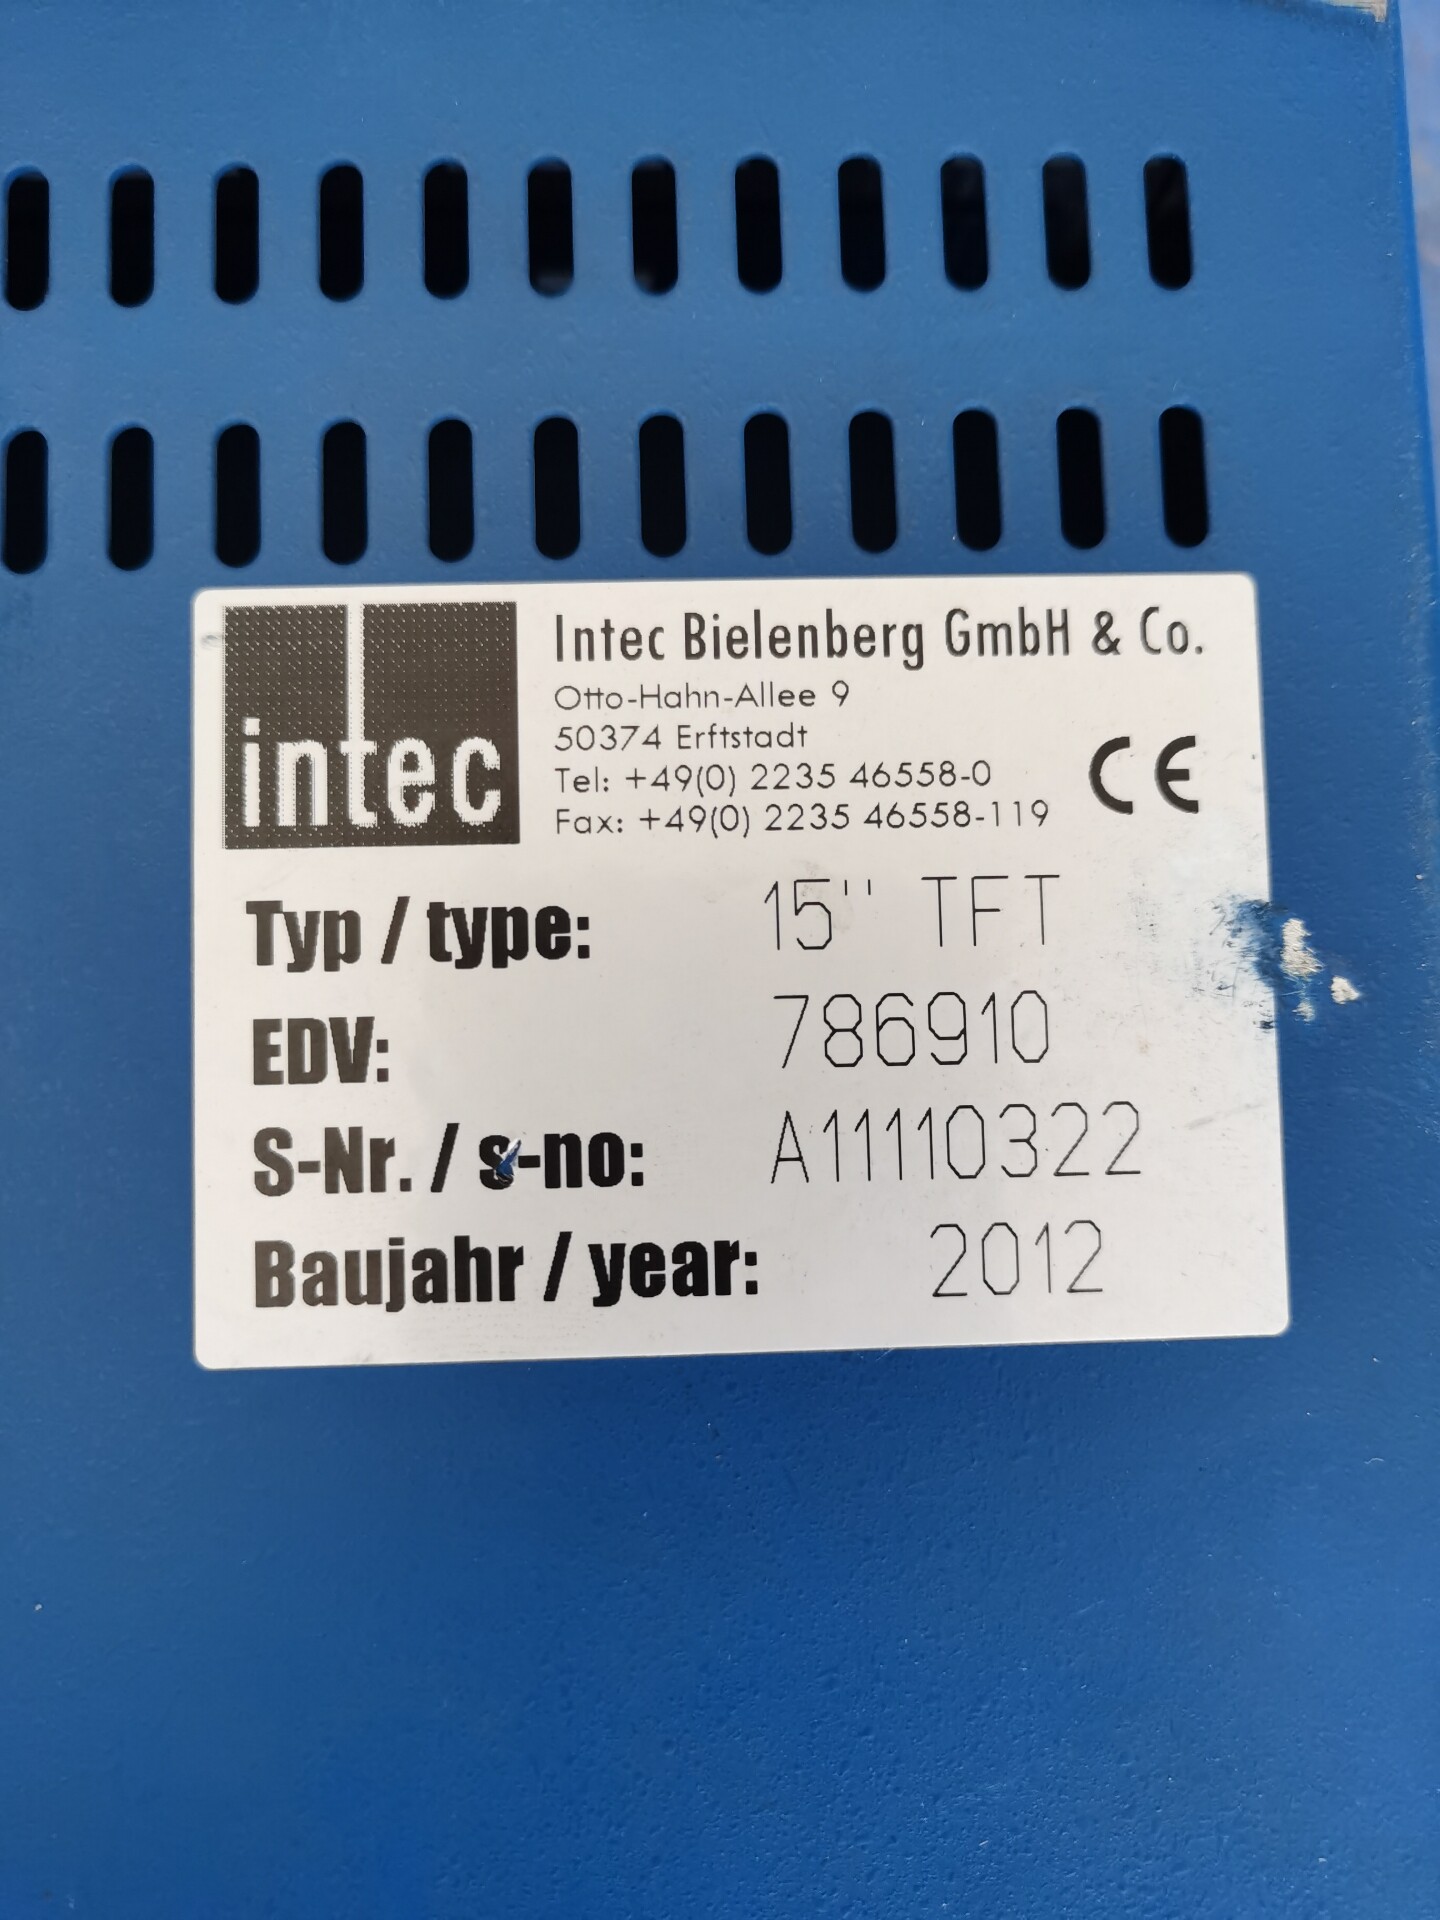 intec
Intec Bielenberg GmbH & Co.
Otto-Hahn-Allee 9
50374 Erftstadt
Tel: +49(0) 2235 46558-0
Fax: +49(0) 2235 46558-119
CE
Typ / type: 15'' TFT
EDV: 786910
S-Nr. / s-no: A11110322
Baujahr / year: 2012